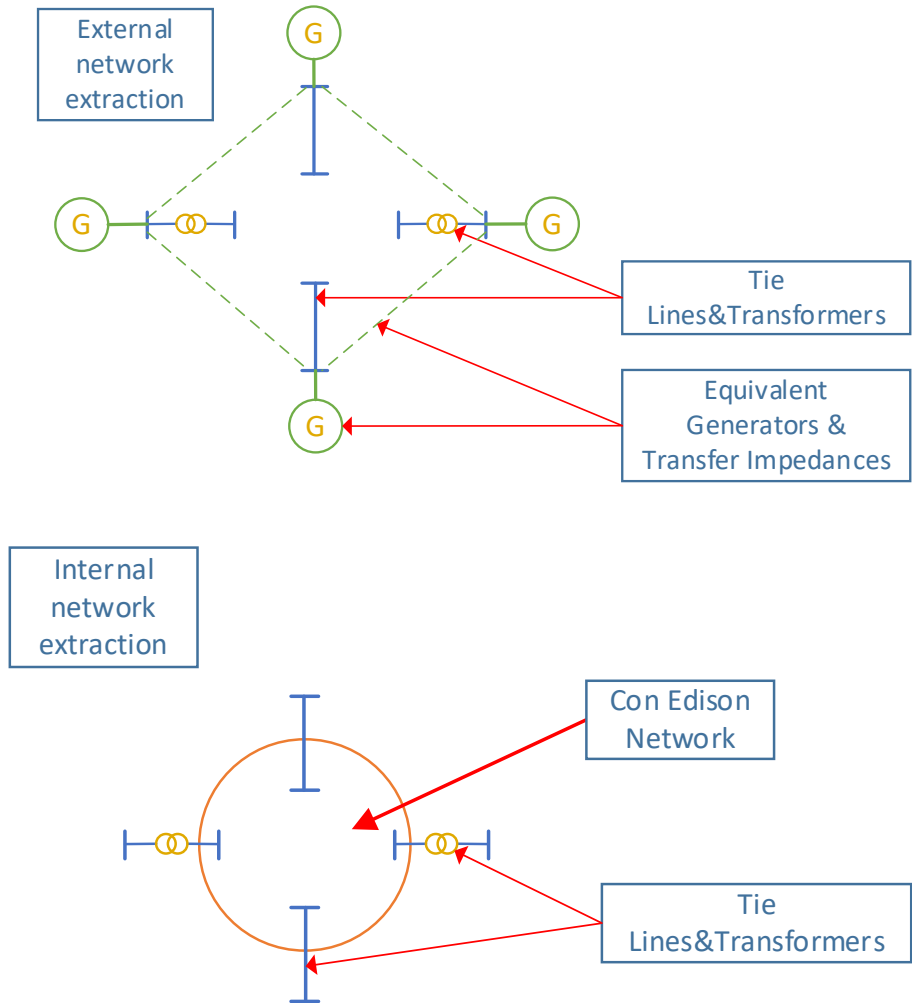 External
network
extraction
G
G
G
Tie
Lines&Transformers
G
Equivalent
Generators &
Transfer Impedances
Internal
network
extraction
Con Edison
Network
Tie
Lines&Transformers